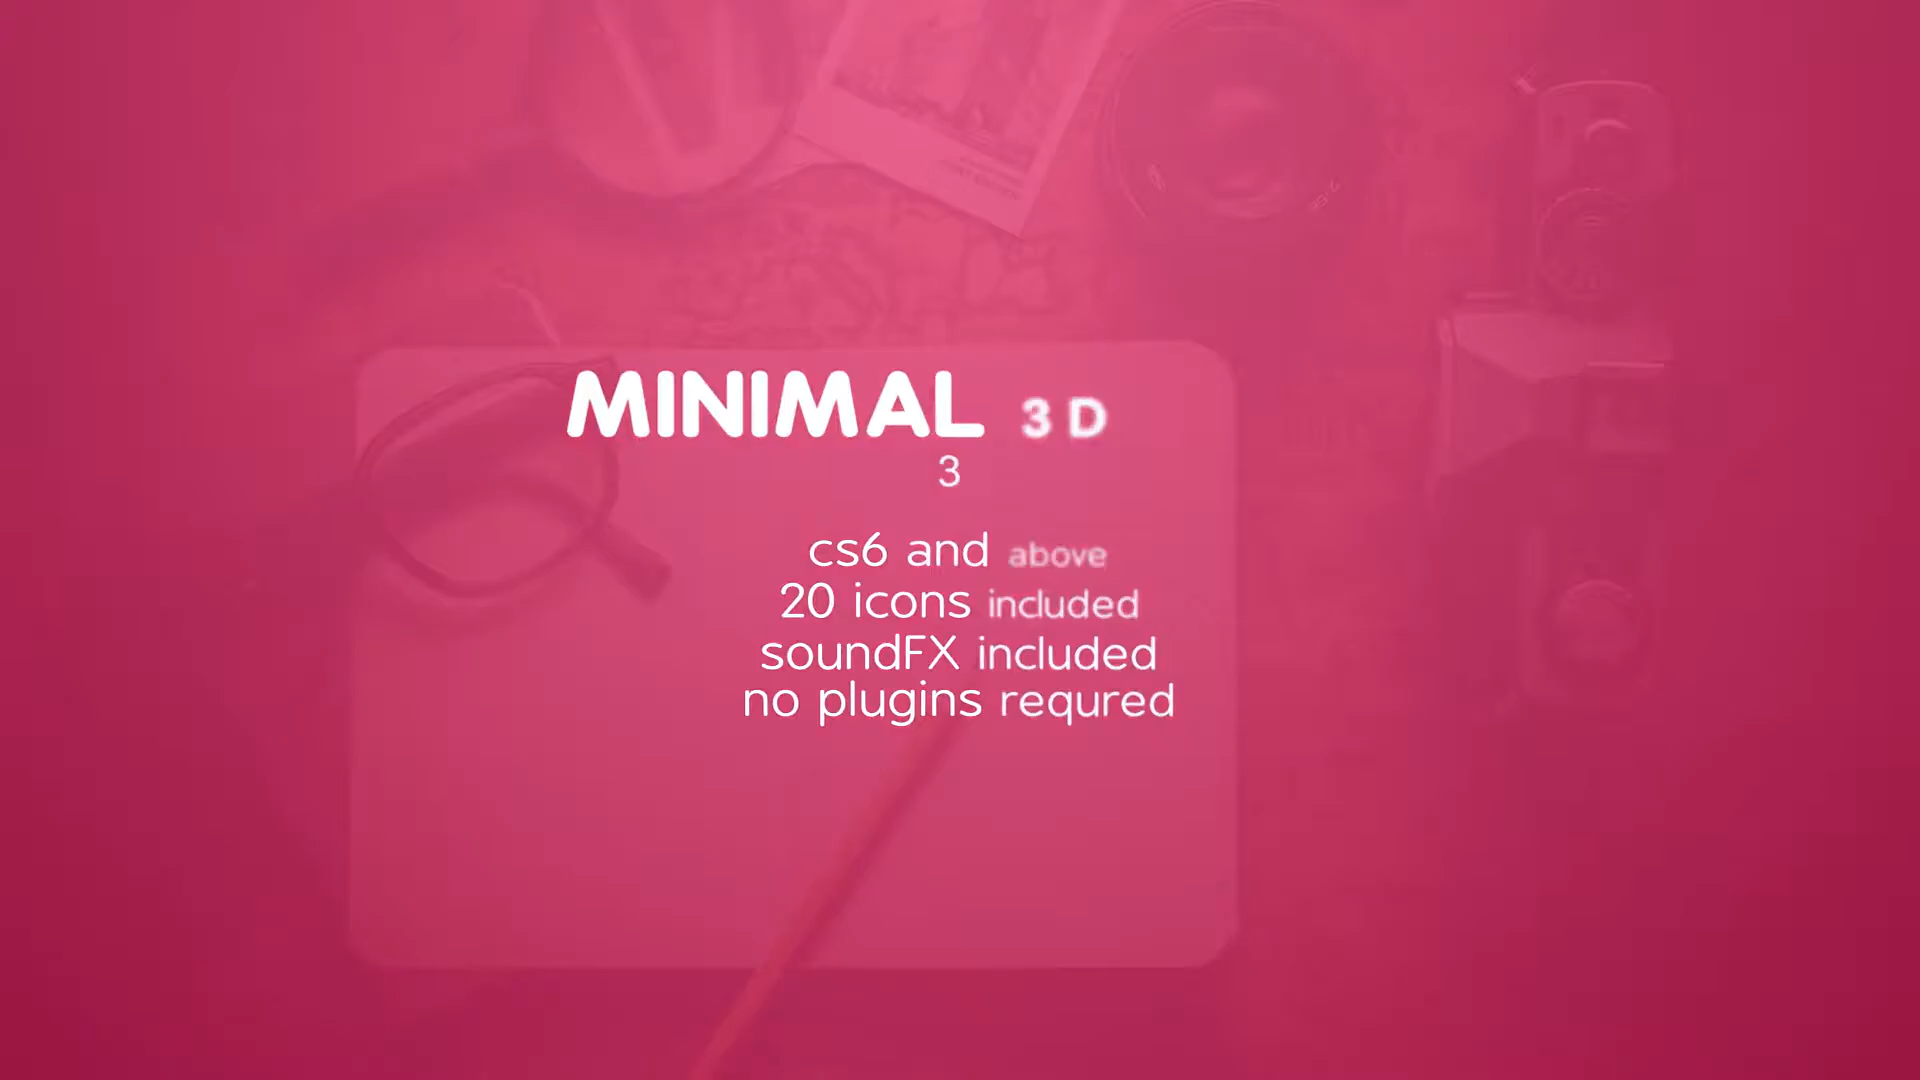 MINIMAL 3D
3
cs6 and above
20 icons included
soundFX included
no plugins requred